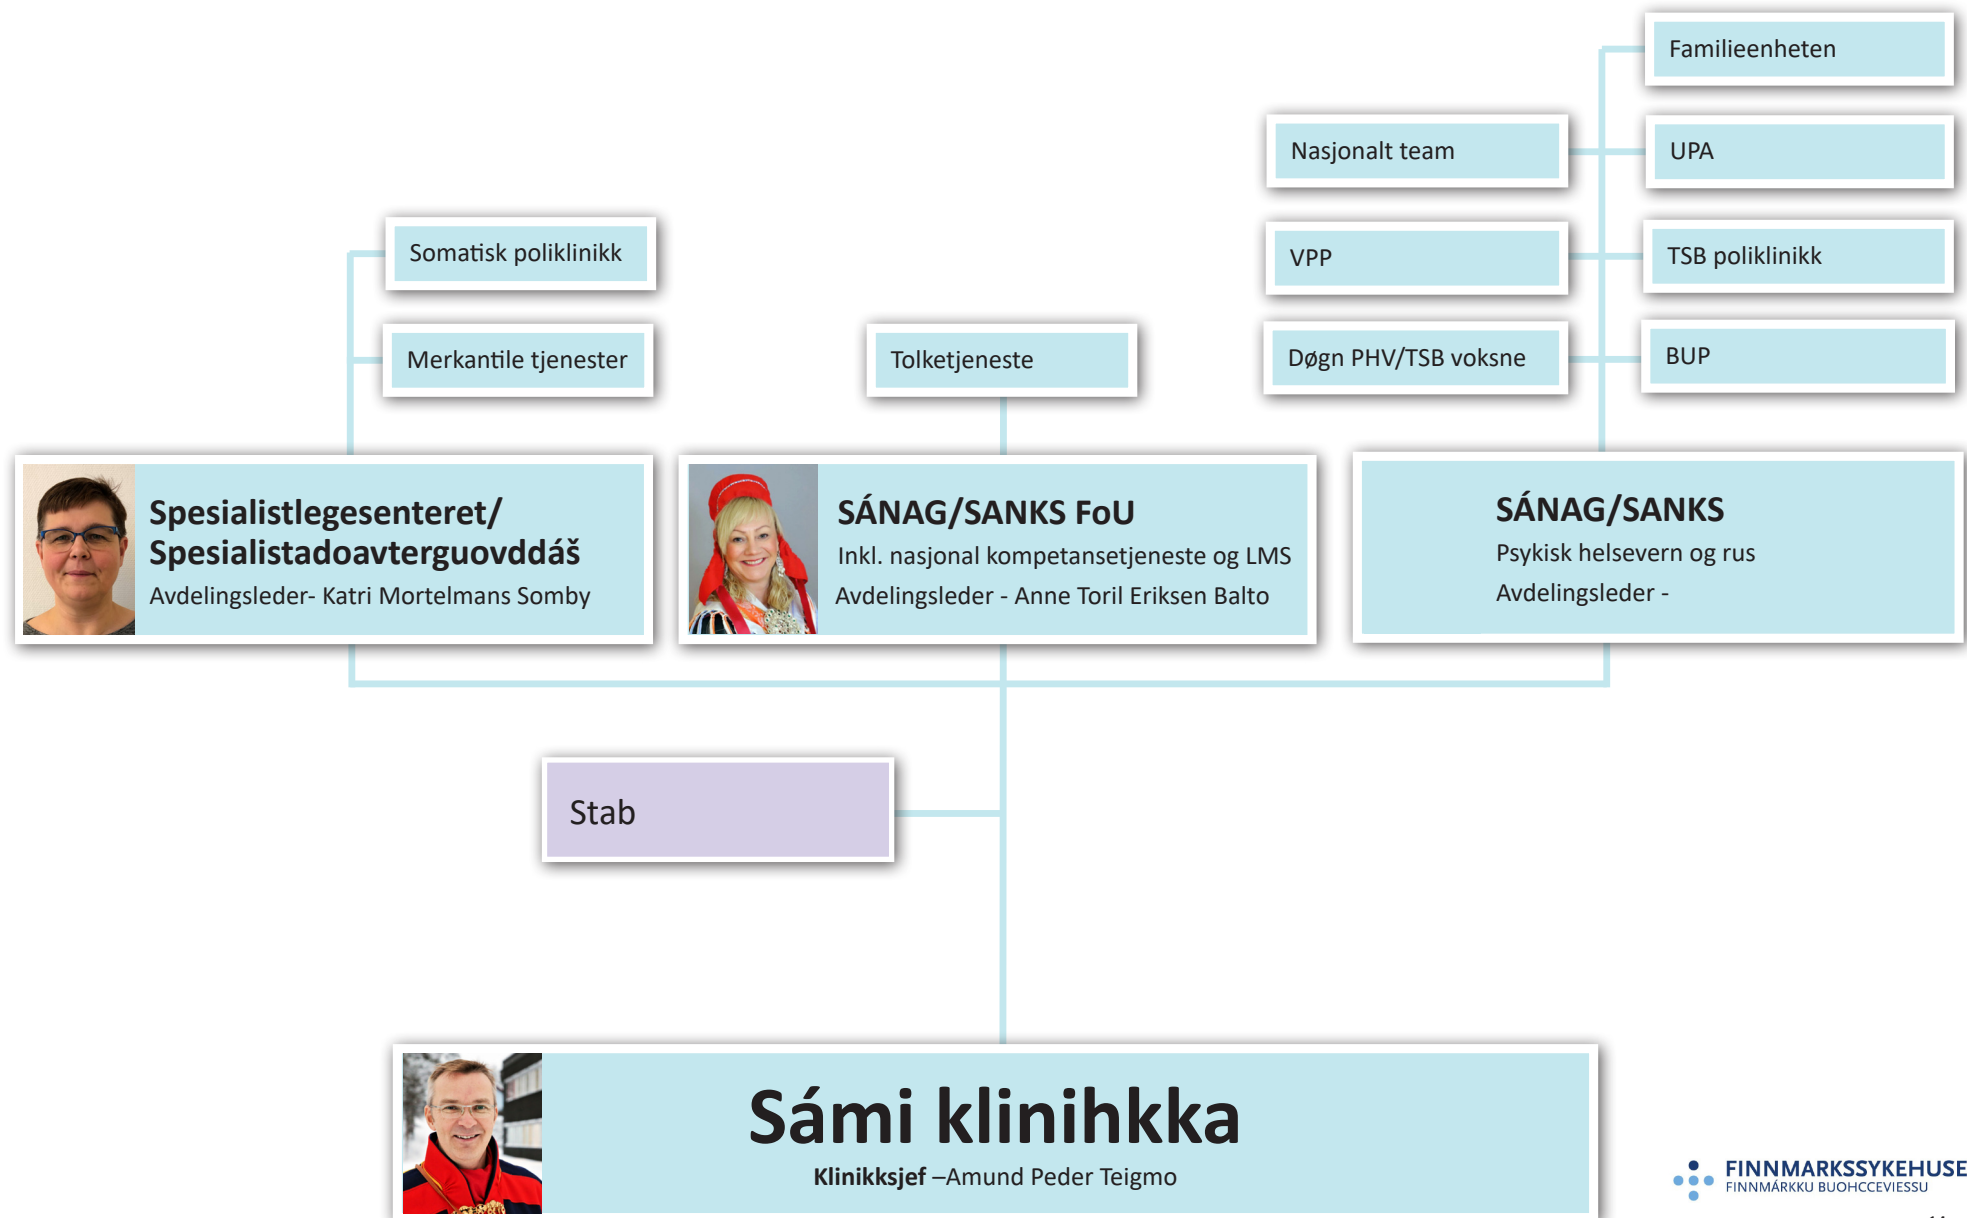 Familieenheten
Nasjonalt team
UPA
Somatisk poliklinikk
VPP
TSB poliklinikk
Merkantile tjenester
Tolketjeneste
Døgn PHV/TSB voksne
BUP
Spesialistlegesenteret/
Spesialistadoavterguovddáš
Avdelingsleder- Katri Mortelmans Somby
SÁNAG/SANKS FoU
Inkl. nasjonal kompetansetjeneste og LMS
Avdelingsleder - Anne Toril Eriksen Balto
SÁNAG/SANKS
Psykisk helsevern og rus
Avdelingsleder -
Stab
Sámi klinihkka
Klinikksjef –Amund Peder Teigmo
FINNMARKSSYKEHUSE
FINNMÁRKKU BUOHCCEVIESSU